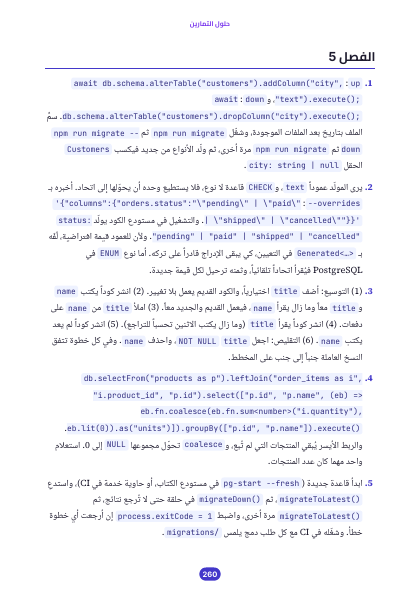 حلول التمارين
الفصل 5
1. up: await db.schema.alterTable("customers").addColumn("city",
"text").execute();، و down: await
db.schema.alterTable("customers").dropColumn("city").execute();. سمِّ
الملف بتاريخ بعد الملفات الموجودة، وشغّل npm run migrate ثم npm run migrate --
down ثم npm run migrate مرة أخرى، ثم ولّد الأنواع من جديد فيكسب Customers
الحقل city: string | null.
2. يرى المولّد عموداً text، و CHECK قاعدة لا نوع، فلا يستطيع وحده أن يحوّلها إلى اتحاد. أخبره بـ
--overrides: '{"columns":{"orders.status":"\"pending\" | \"paid\"
| \"shipped\" | \"cancelled\""}}'. والتشغيل في مستودع الكود يولّد status:
"pending" | "paid" | "shipped" | "cancelled". ولأن للعمود قيمة افتراضية، لُفّه
بـ Generated<…> في التعيين، كي يبقى الإدراج قادراً على تركه. أما نوع ENUM في
PostgreSQL فيُقرأ اتحاداً تلقائياً، وثمنه ترحيل لكل قيمة جديدة.
3. (1) التوسيع: أضف title اختيارياً، والكود القديم يعمل بلا تغيير. (2) انشر كوداً يكتب name
و title معاً وما زال يقرأ name، فيعمل القديم والجديد معاً. (3) املأ title من name على
دفعات. (4) انشر كوداً يقرأ title (وما زال يكتب الاثنين تحسباً للتراجع). (5) انشر كوداً لم يعد
يكتب name. (6) التقليص: اجعل title NOT NULL، واحذف name. وفي كل خطوة تتفق
النسخ العاملة جنباً إلى جنب على المخطط.
4. db.selectFrom("products as p").leftJoin("order_items as i",
"i.product_id", "p.id").select(["p.id", "p.name", (eb) =>
eb.fn.coalesce(eb.fn.sum<number>("i.quantity"),
eb.lit(0)).as("units")]).groupBy(["p.id", "p.name"]).execute().
والربط الأيسر يُبقي المنتجات التي لم تُبع، و coalesce تحوّل مجموعها NULL إلى 0. استعلام
واحد مهما كان عدد المنتجات.
5. ابدأ قاعدة جديدة (pg-start --fresh في مستودع الكتاب، أو حاوية خدمة في CI)، واستدعِ
migrateToLatest()، ثم migrateDown() في حلقة حتى لا تُرجع نتائج، ثم
migrateToLatest() مرة أخرى، واضبط process.exitCode = 1 إن أرجعت أي خطوة
خطأ. وشغّله في CI مع كل طلب دمج يلمس migrations/.
260